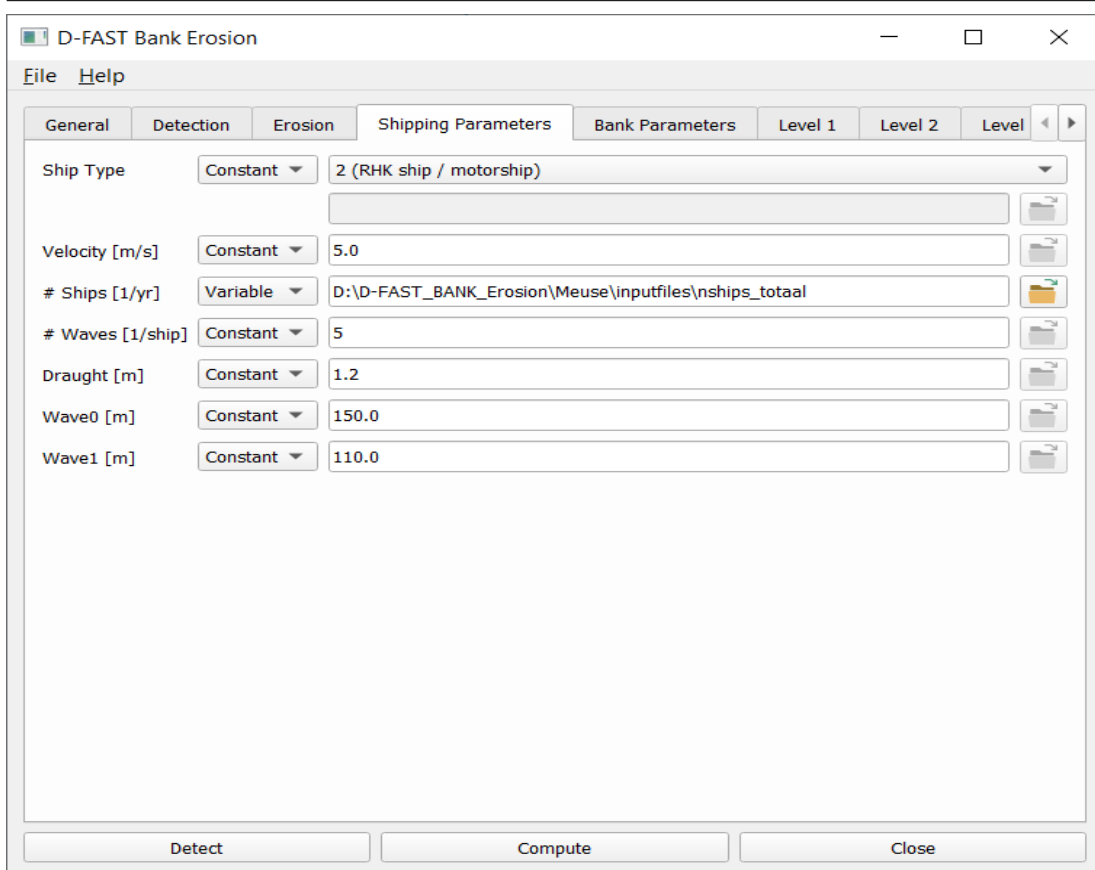 D-FAST Bank Erosion
File Help
General Detection Erosion Shipping Parameters Bank Parameters Level 1 Level 2 Level
Ship Type Constant 2 (RHK ship / motorship)
Velocity [m/s] Constant 5.0
# Ships [1/yr] Variable D:\D-FAST_BANK_Erosion\Meuse\inputfiles\nships_totaal
# Waves [1/ship] Constant 5
Draught [m] Constant 1.2
Wave0 [m] Constant 150.0
Wave1 [m] Constant 110.0
Detect Compute Close